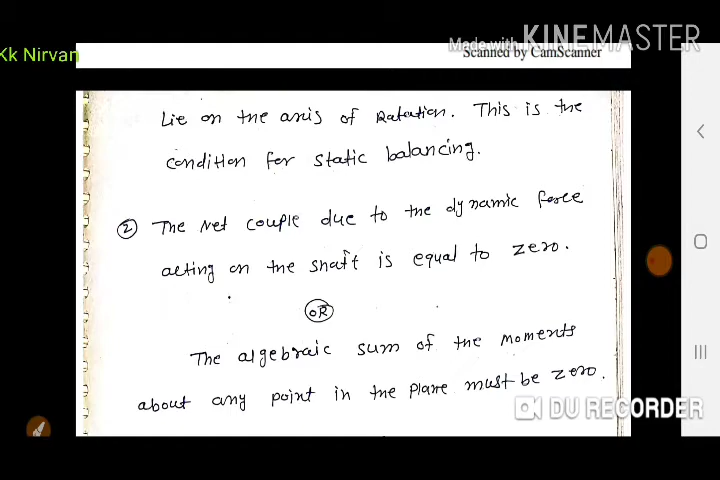 Made with KINEMASTER
Kk Nirvan
Scanned by CamScanner
Lie on the axis of Rotation. This is the
condition for static balancing.
② The Net couple due to the dynamic force
acting on the shaft is equal to zero.
OR
The algebraic sum of the moments
about any point in the plane must be zero.
DU RECORDER